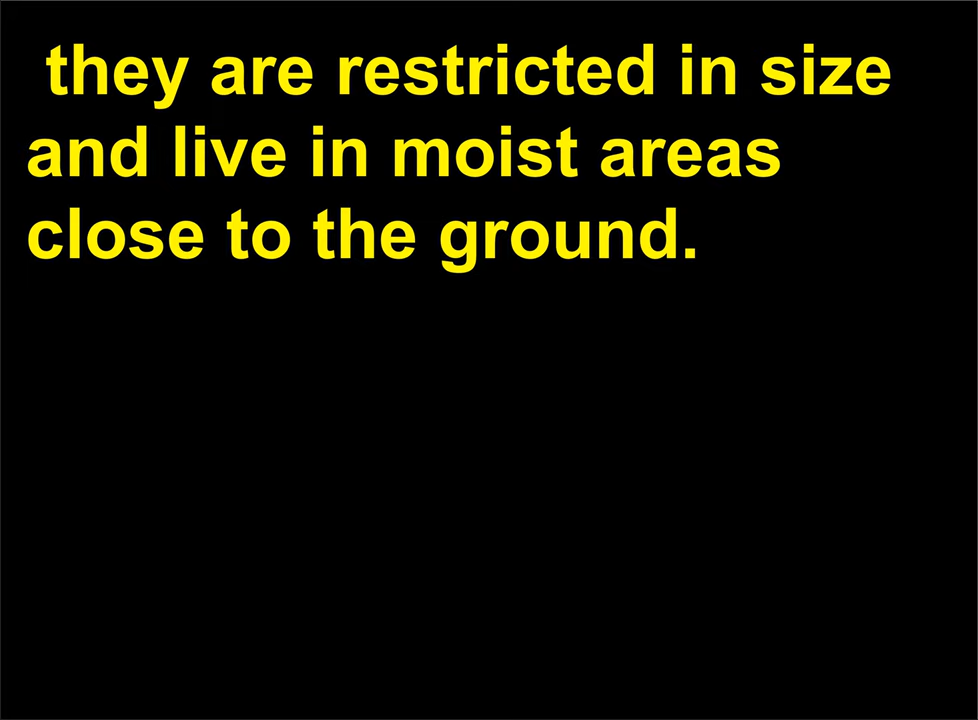 they are restricted in size
and live in moist areas
close to the ground.